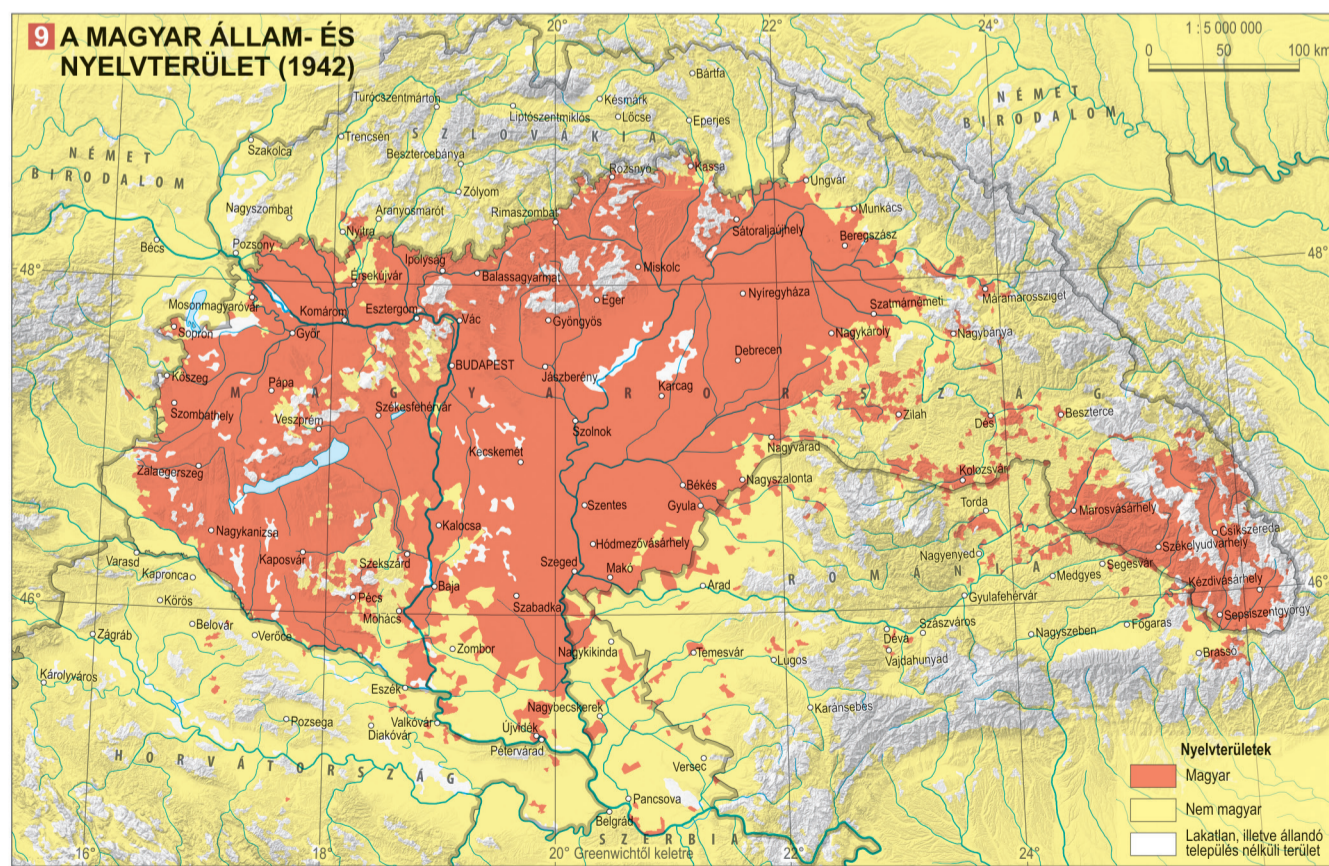 9 A MAGYAR ÁLLAM- ÉS
NYELVTERÜLET (1942)
20°
22°
24°
1 : 5 000 000
0 50 100 km
Bártfa
Turócszentmárton
Késmárk
Liptószentmiklós
Lőcse
Eperjes
NÉMET
BIRODALOM
Trencsén
SZLOVÁKIA
Szakolca
NÉMET
BIRODALOM
Besztercebánya
Rozsnyó
Kassa
Ungvár
Zólyom
Nagyszombat
Aranyosmarót
Rimaszombat
Munkács
Nyitra
Sátoraljaújhely
Beregszász
Bécs
Pozsony
48°
48°
Ipolyság
Miskolc
Érsekújvár
Balassagyarmat
Mosonmagyaróvár
Nyíregyháza
Máramarossziget
Eger
Szatmárnémeti
Komárom
Esztergom
Vác
Gyöngyös
Sopron
Győr
Nagykároly
Nagybánya
BUDAPEST
Jászberény
Debrecen
Kőszeg
Pápa
Karcag
MAGYARORSZÁG
Szombathely
Veszprém
Székesfehérvár
Szolnok
Zilah
Dés
Beszterce
Nagyvárad
Kecskemét
Zalaegerszeg
Kolozsvár
Békés
Nagyszalonta
Torda
Szentes
Gyula
Marosvásárhely
Nagykanizsa
Kalocsa
Csíkszereda
Hódmezővásárhely
Székelyudvarhely
Kaposvár
Szekszárd
Nagyenyed
Varasd
Segesvár
Szeged
Makó
Kapronca
ROMÁNIA
Medgyes
Kézdivásárhely
Baja
Arad
46°
46°
Pécs
Szabadka
Gyulafehérvár
Körös
Mohács
Sepsiszentgyörgy
Belovár
Fogaras
Zágráb
Verőce
Déva
Szászváros
Nagyszeben
Zombor
Nagykikinda
Temesvár
Vajdahunyad
Brassó
Lugos
Károlyváros
Eszék
Karánsebes
Nagybecskerek
Pozsega
Valkóvár
Diakóvár
Újvidék
Pétervárad
HORVÁTORSZÁG
Versec
Pancsova
Belgrád
SZERBIA
16°
18°
20° Greenwichtől keletre
22°
24°
Nyelvterületek
Magyar
Nem magyar
Lakatlan, illetve állandó
település nélküli terület